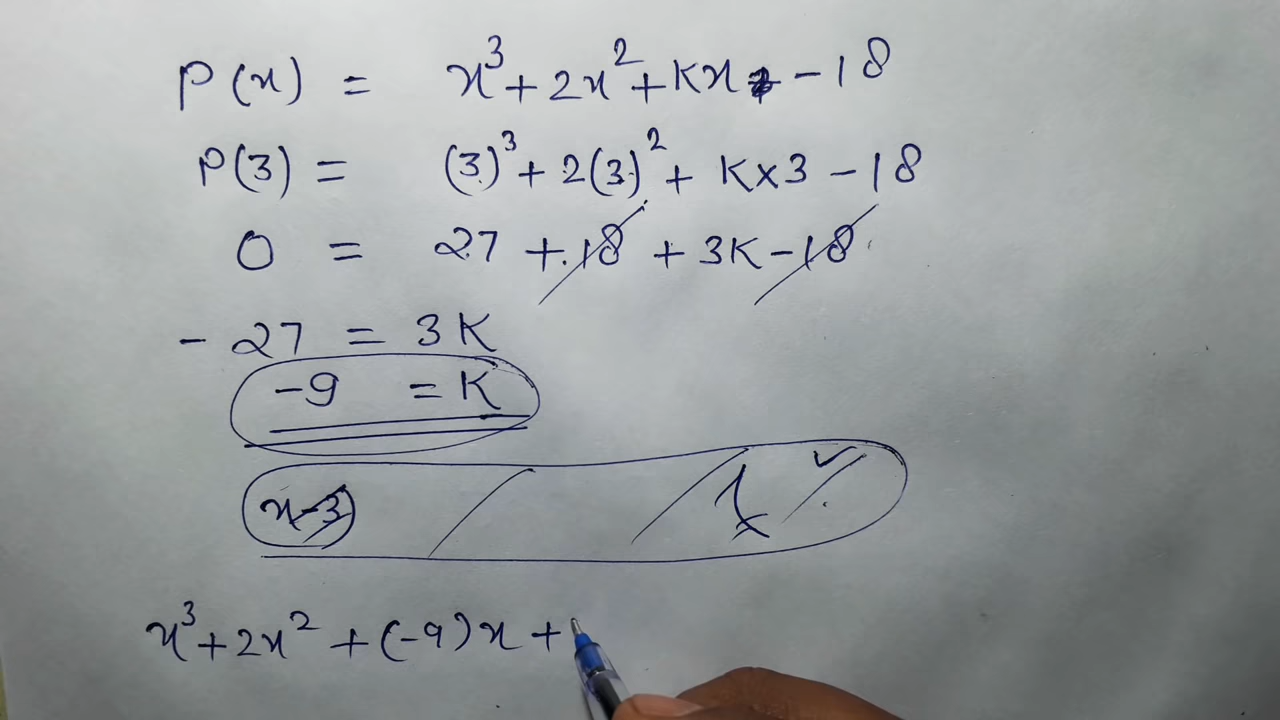 P(x) = x³ + 2x² + Kx - 18
P(3) = (3)³ + 2(3)² + K×3 - 18
0 = 27 + 18 + 3K - 18
- 27 = 3K
-9 = K
x-3
x³ + 2x² + (-9)x +